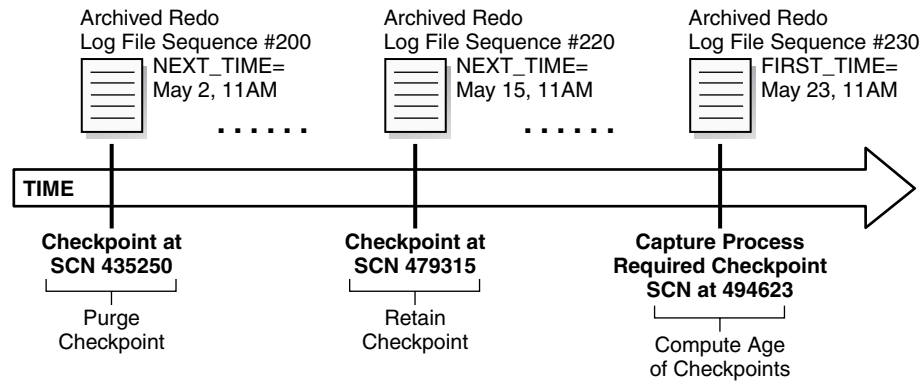 Archived Redo
Log File Sequence #200
NEXT_TIME=
May 2, 11AM
Archived Redo
Log File Sequence #220
NEXT_TIME=
May 15, 11AM
Archived Redo
Log File Sequence #230
FIRST_TIME=
May 23, 11AM
TIME
Checkpoint at
SCN 435250
Purge
Checkpoint
Checkpoint at
SCN 479315
Retain
Checkpoint
Capture Process
Required Checkpoint
SCN at 494623
Compute Age
of Checkpoints